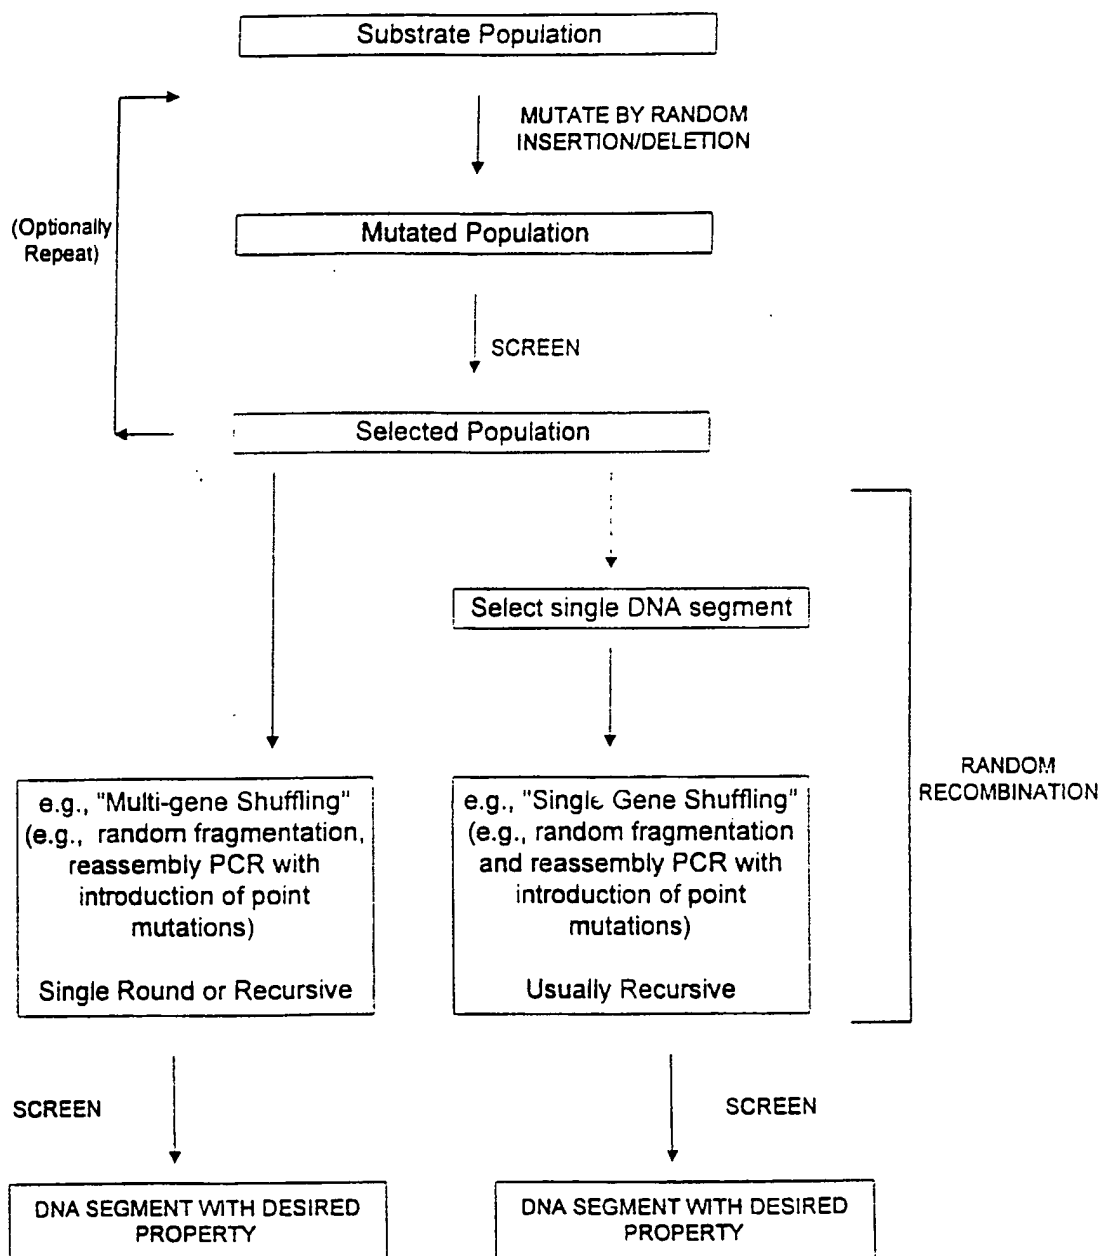 Substrate Population
MUTATE BY RANDOM
INSERTION/DELETION
(Optionally
Repeat)
Mutated Population
SCREEN
Selected Population
Select single DNA segment
RANDOM
RECOMBINATION
e.g., "Multi-gene Shuffling"
(e.g., random fragmentation,
reassembly PCR with
introduction of point
mutations)
Single Round or Recursive
e.g., "Single Gene Shuffling"
(e.g., random fragmentation
and reassembly PCR with
introduction of point
mutations)
Usually Recursive
SCREEN
SCREEN
DNA SEGMENT WITH DESIRED
PROPERTY
DNA SEGMENT WITH DESIRED
PROPERTY